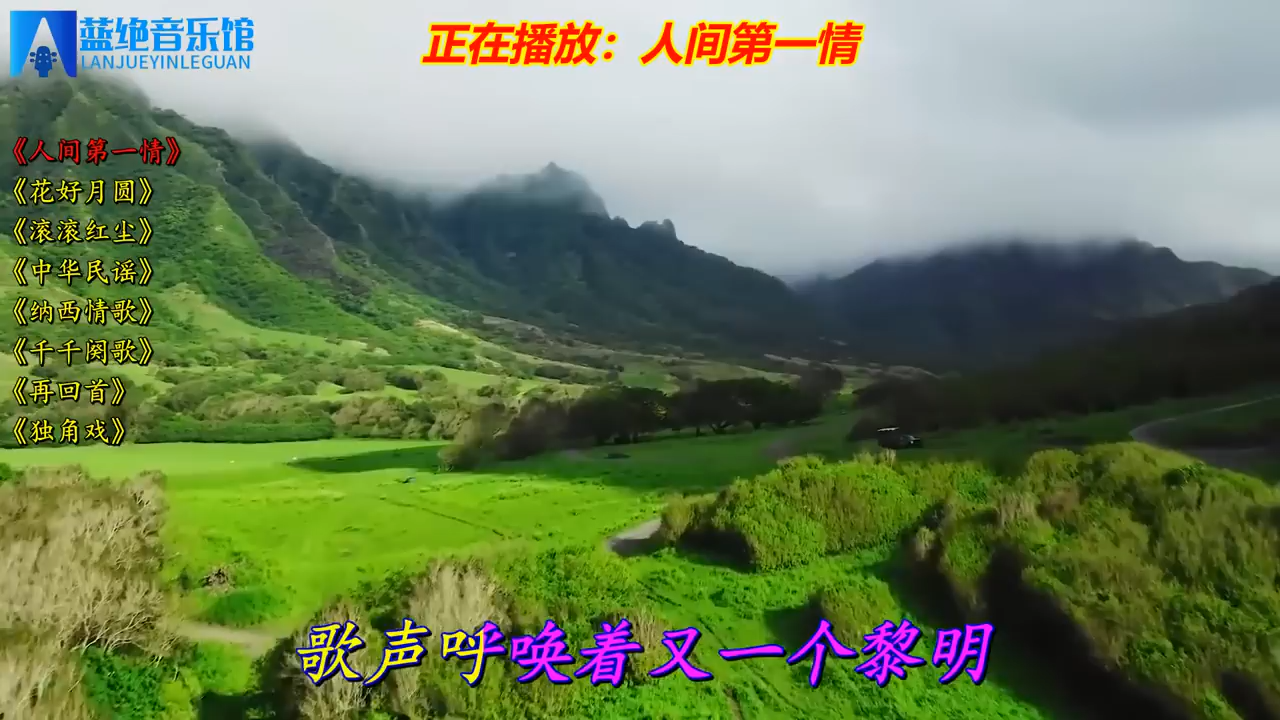 蓝绝音乐馆
LANJUEYINLEGUAN
正在播放：人间第一情
《人间第一情》
《花好月圆》
《滚滚红尘》
《中华民谣》
《纳西情歌》
《千千阕歌》
《再回首》
《独角戏》
歌声呼唤着又一个黎明